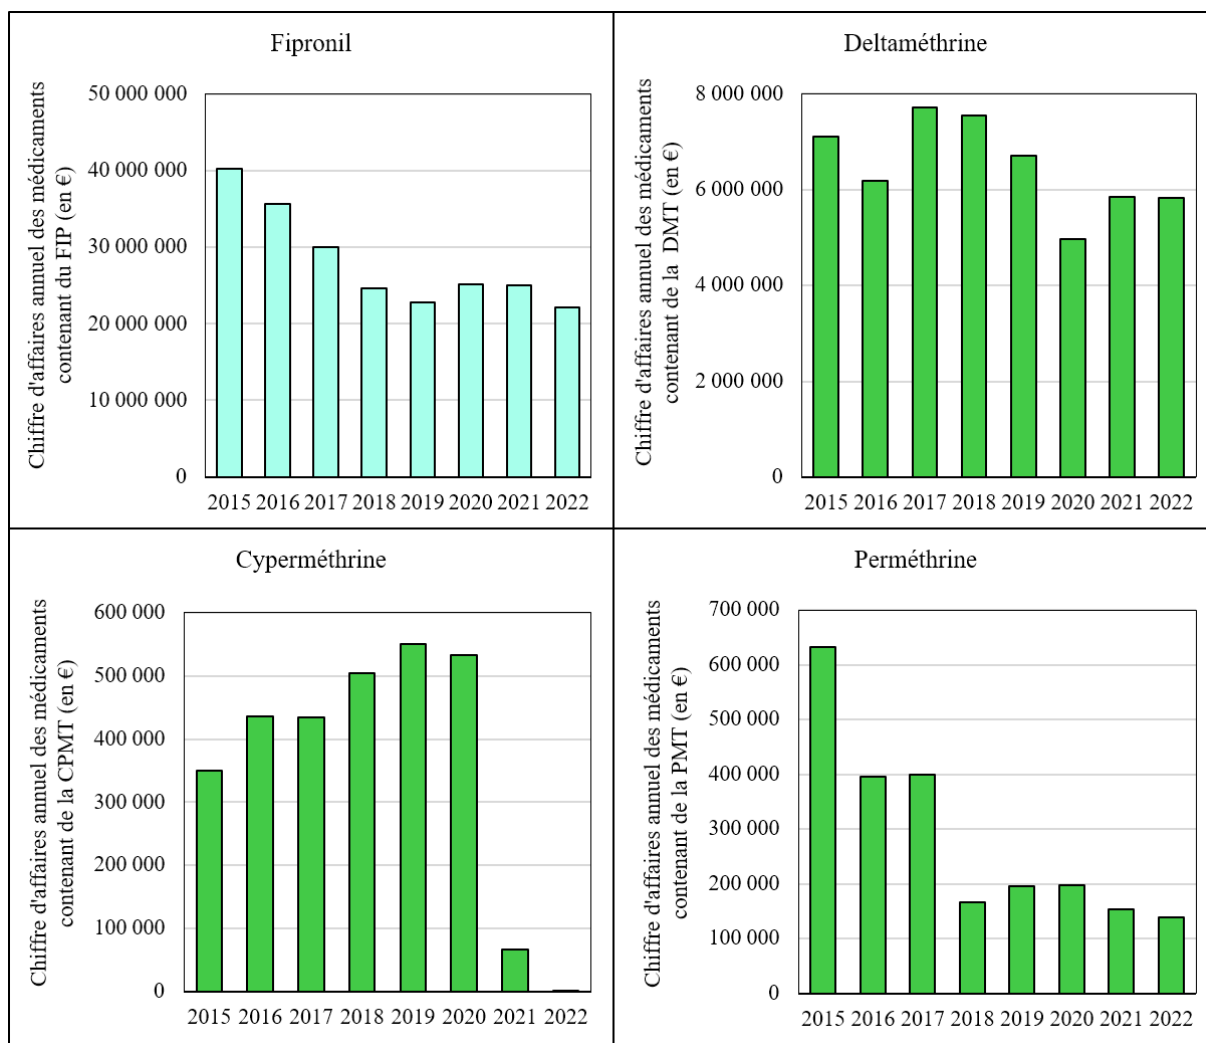 Fipronil
Chiffre d'affaires annuel des médicaments
contenant du FIP (en €)
50 000 000
40 000 000
30 000 000
20 000 000
10 000 000
0
2015 2016 2017 2018 2019 2020 2021 2022
Deltaméthrine
Chiffre d'affaires annuel des médicaments
contenant de la DMT (en €)
8 000 000
6 000 000
4 000 000
2 000 000
0
2015 2016 2017 2018 2019 2020 2021 2022
Cyperméthrine
Chiffre d'affaires annuel des médicaments
contenant de la CPMT (en €)
600 000
500 000
400 000
300 000
200 000
100 000
0
2015 2016 2017 2018 2019 2020 2021 2022
Perméthrine
Chiffre d'affaires annuel des médicaments
contenant de la PMT (en €)
700 000
600 000
500 000
400 000
300 000
200 000
100 000
0
2015 2016 2017 2018 2019 2020 2021 2022